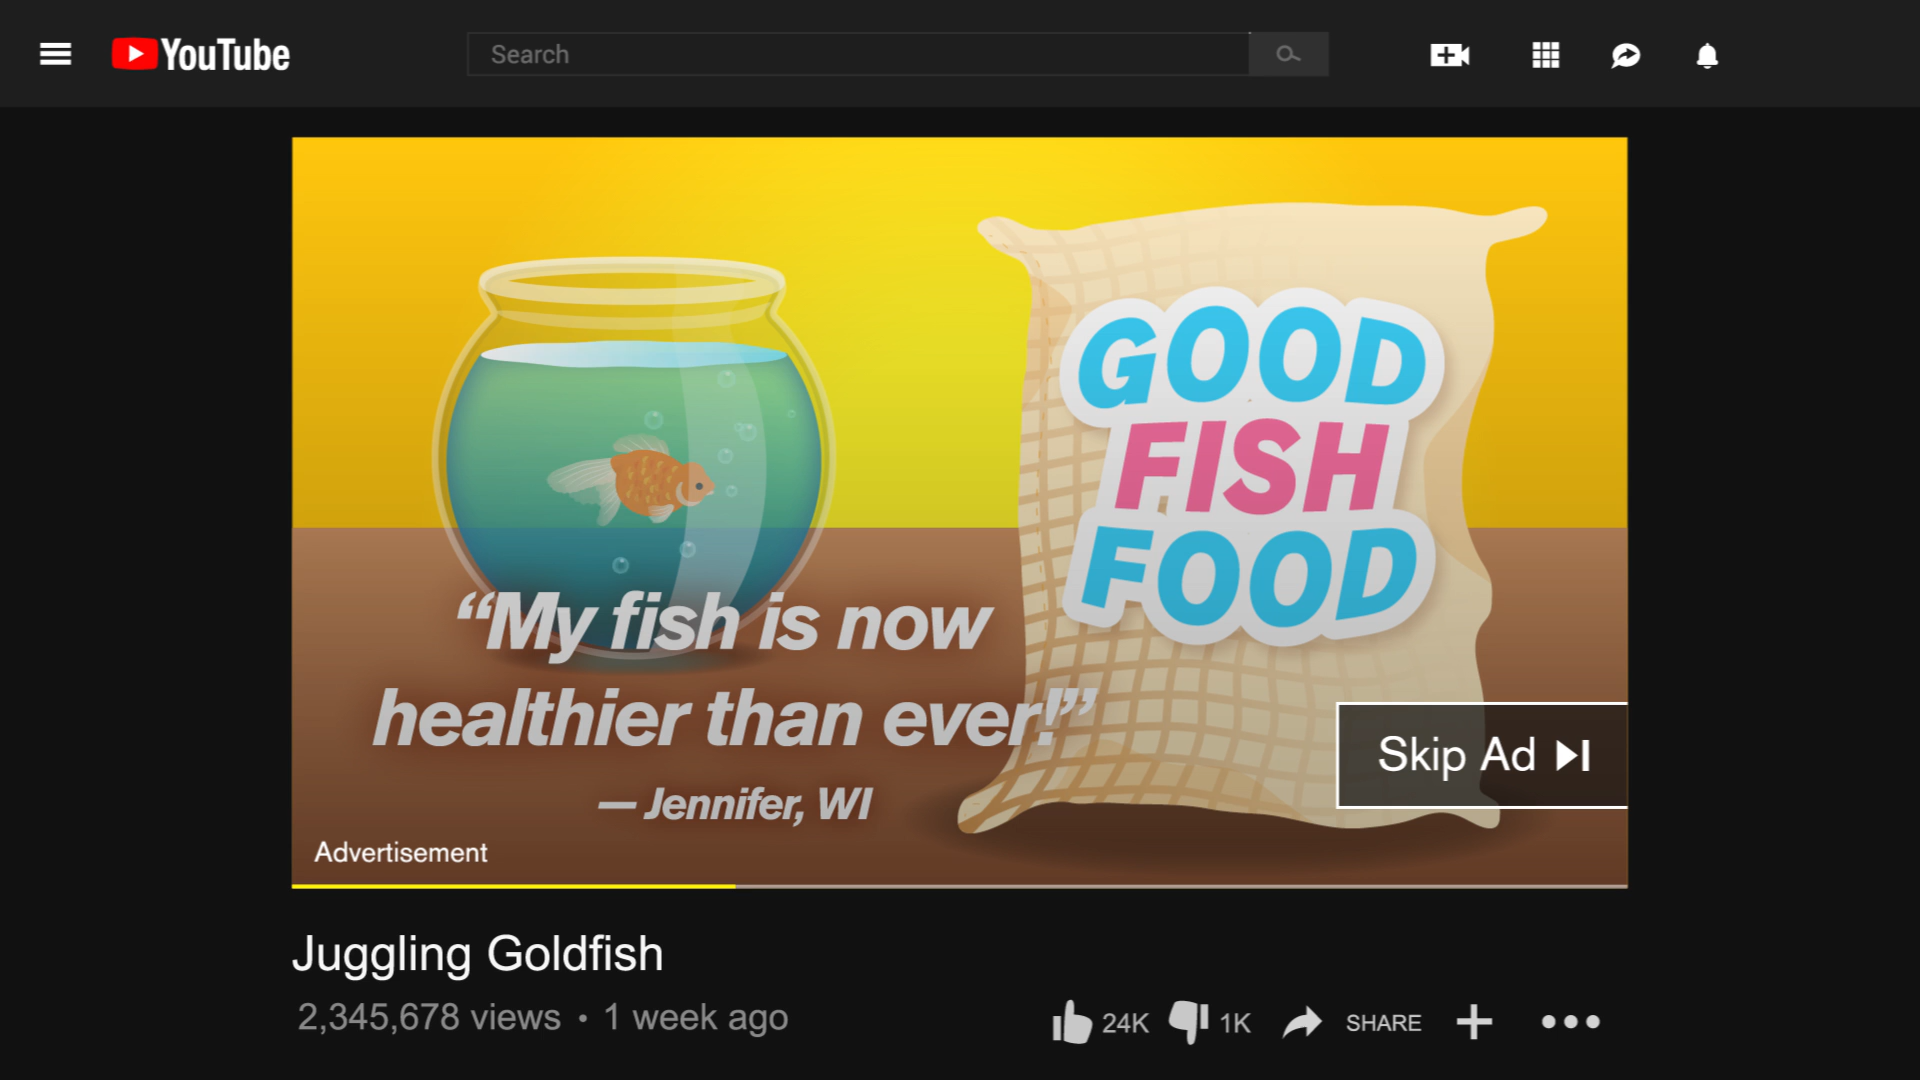 YouTube
Search
GOOD
FISH
FOOD
“My fish is now
healthier than ever!”
— Jennifer, WI
Skip Ad
Advertisement
Juggling Goldfish
2,345,678 views • 1 week ago
24K 1K SHARE